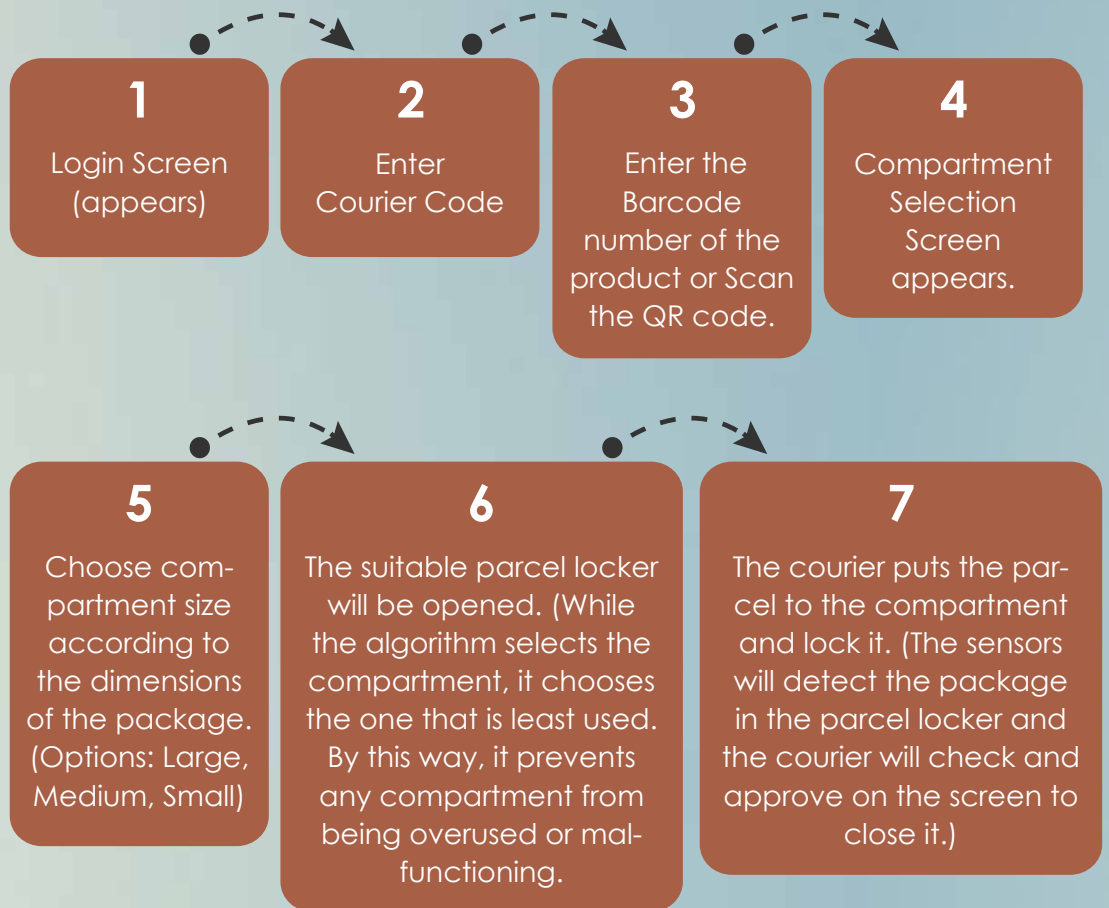 1
Login Screen
(appears)
2
Enter
Courier Code
3
Enter the
Barcode
number of the
product or Scan
the QR code.
4
Compartment
Selection
Screen
appears.
5
Choose com-
partment size
according to
the dimensions
of the package.
(Options: Large,
Medium, Small)
6
The suitable parcel locker
will be opened. (While
the algorithm selects the
compartment, it chooses
the one that is least used.
By this way, it prevents
any compartment from
being overused or mal-
functioning.
7
The courier puts the par-
cel to the compartment
and lock it. (The sensors
will detect the package
in the parcel locker and
the courier will check and
approve on the screen to
close it.)